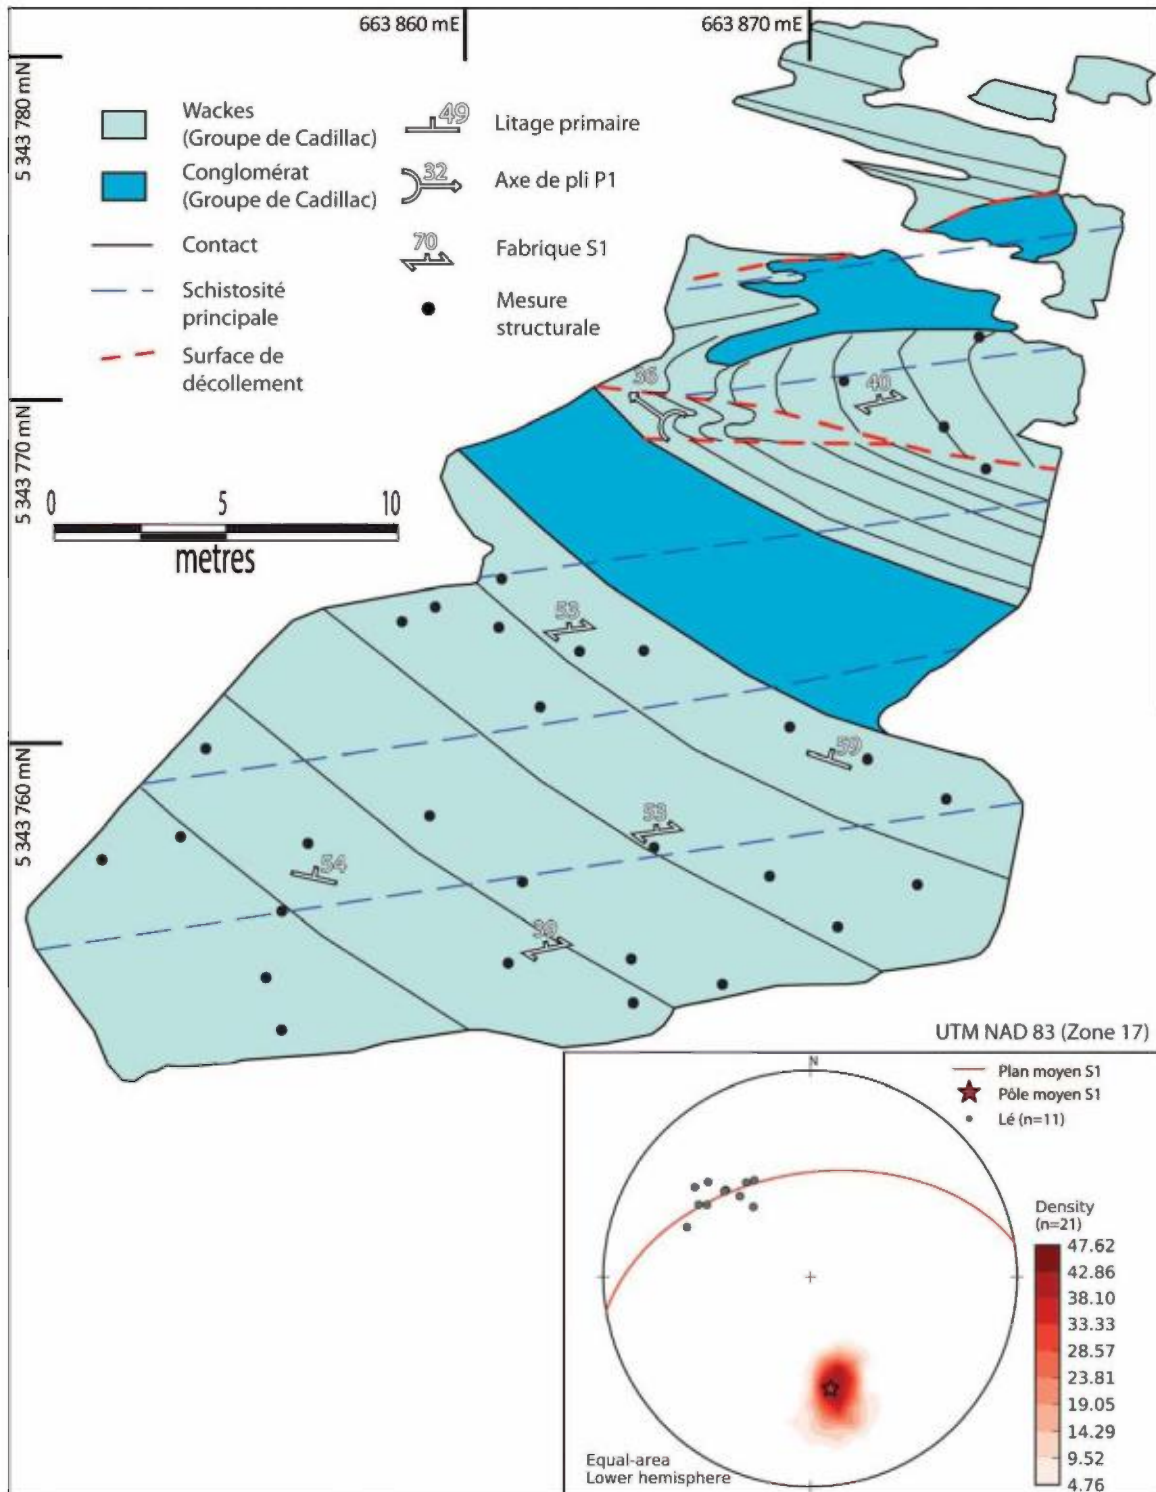 663 860 mE
663 870 mE
5 343 780 mN
5 343 770 mN
5 343 760 mN
Wackes
(Groupe de Cadillac)
Conglomérat
(Groupe de Cadillac)
Contact
Schistosité
principale
Surface de
décollement
49
Litage primaire
32
Axe de pli P1
70
Fabrique S1
Mesure
structurale
0 5 10
metres
36
40
53
59
53
54
UTM NAD 83 (Zone 17)
N
Plan moyen S1
Pôle moyen S1
Lé (n=11)
Density
(n=21)
47.62
42.86
38.10
33.33
28.57
23.81
19.05
14.29
9.52
4.76
Equal-area
Lower hemisphere